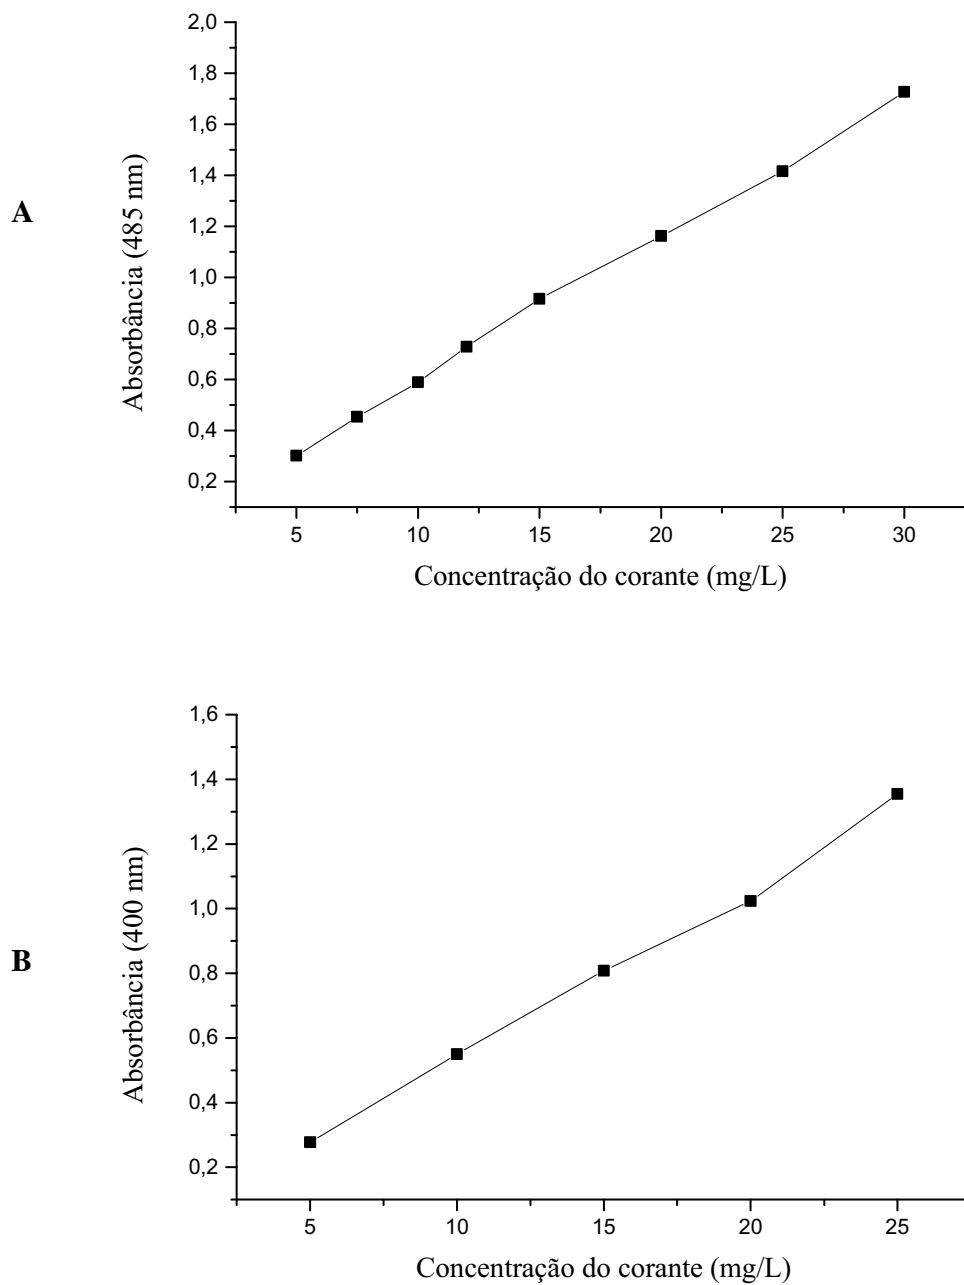 2,0
1,8
1,6
1,4
1,2
1,0
0,8
0,6
0,4
0,2
A
Absorbância (485 nm)
5 10 15 20 25 30
Concentração do corante (mg/L)
1,6
1,4
1,2
1,0
0,8
0,6
0,4
0,2
B
Absorbância (400 nm)
5 10 15 20 25
Concentração do corante (mg/L)